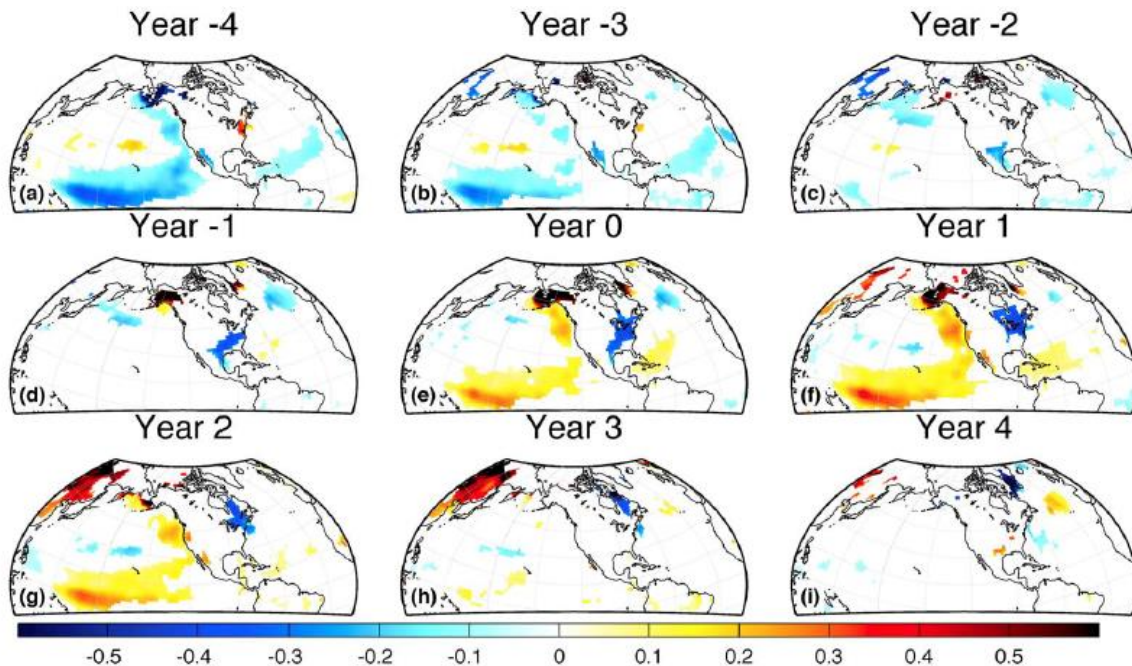 Year -4 Year -3 Year -2
(a) (b) (c)
Year -1 Year 0 Year 1
(d) (e) (f)
Year 2 Year 3 Year 4
(g) (h) (i)
-0.5 -0.4 -0.3 -0.2 -0.1 0 0.1 0.2 0.3 0.4 0.5